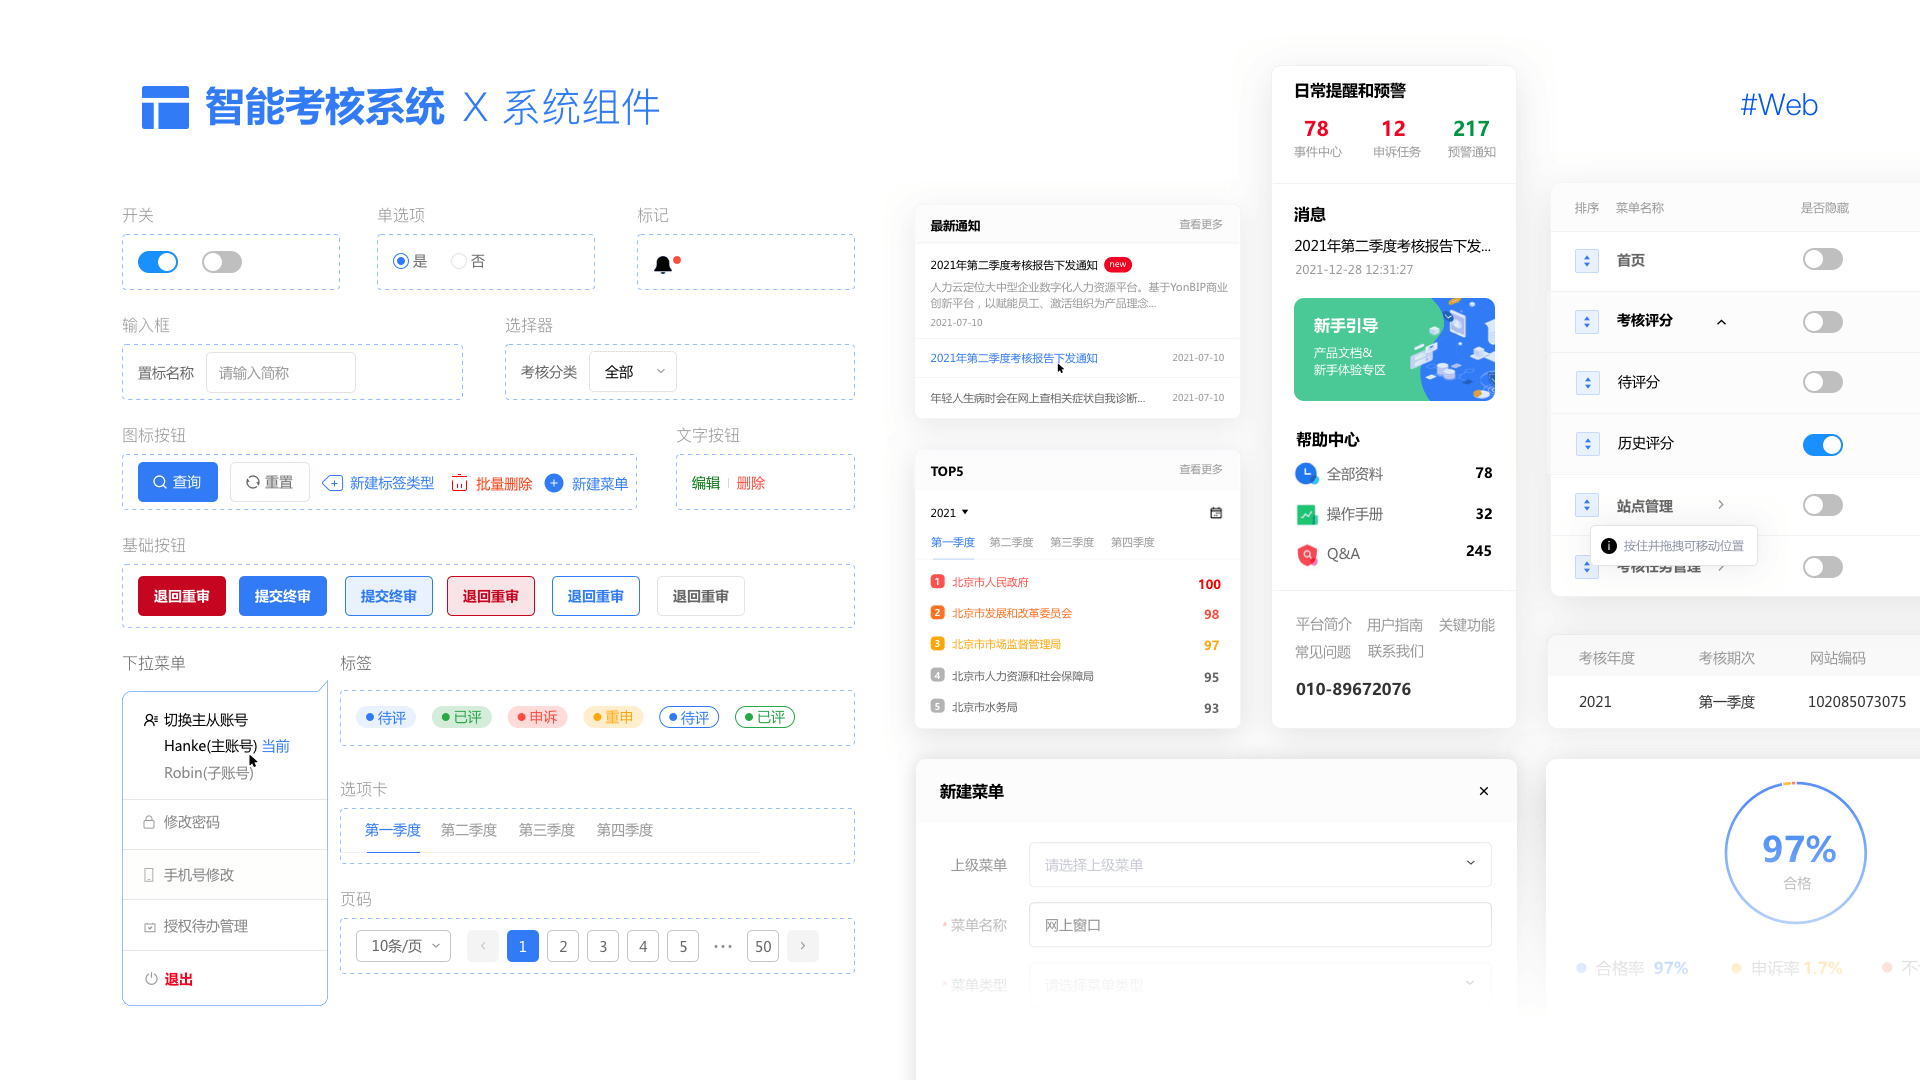 智能考核系统 X 系统组件
#Web
开关
单选项
是 否
标记
输入框
置标名称 请输入简称
选择器
考核分类 全部
图标按钮
查询 重置 新建标签类型 批量删除 新建菜单
文字按钮
编辑 删除
基础按钮
退回重审 提交终审 提交终审 退回重审 退回重审 退回重审
下拉菜单
切换主从账号
Hanke(主账号) 当前
Robin(子账号)
修改密码
手机号修改
授权待办管理
退出
标签
待评 已评 申诉 重申 待评 已评
选项卡
第一季度 第二季度 第三季度 第四季度
页码
10条/页 1 2 3 4 5 ··· 50
最新通知 查看更多
2021年第二季度考核报告下发通知 new
人力云定位大中型企业数字化人力资源平台。基于YonBIP商业
创新平台，以赋能员工、激活组织为产品理念...
2021-07-10
2021年第二季度考核报告下发通知 2021-07-10
年轻人生病时会在网上查相关症状自我诊断... 2021-07-10
TOP5 查看更多
2021
第一季度 第二季度 第三季度 第四季度
1 北京市人民政府 100
2 北京市发展和改革委员会 98
3 北京市市场监督管理局 97
4 北京市人力资源和社会保障局 95
5 北京市水务局 93
日常提醒和预警
78 12 217
事件中心 申诉任务 预警通知
消息
2021年第二季度考核报告下发...
2021-12-28 12:31:27
新手引导
产品文档&
新手体验专区
帮助中心
全部资料 78
操作手册 32
Q&A 245
平台简介 用户指南 关键功能
常见问题 联系我们
010-89672076
排序 菜单名称 是否隐藏
首页
考核评分
待评分
历史评分
站点管理
按住并拖拽可移动位置
考核任务管理
考核年度 考核期次 网站编码
2021 第一季度 102085073075
新建菜单
上级菜单 请选择上级菜单
* 菜单名称 网上窗口
* 菜单类型 请选择菜单类型
97%
合格
合格率 97% 申诉率 1.7% 不